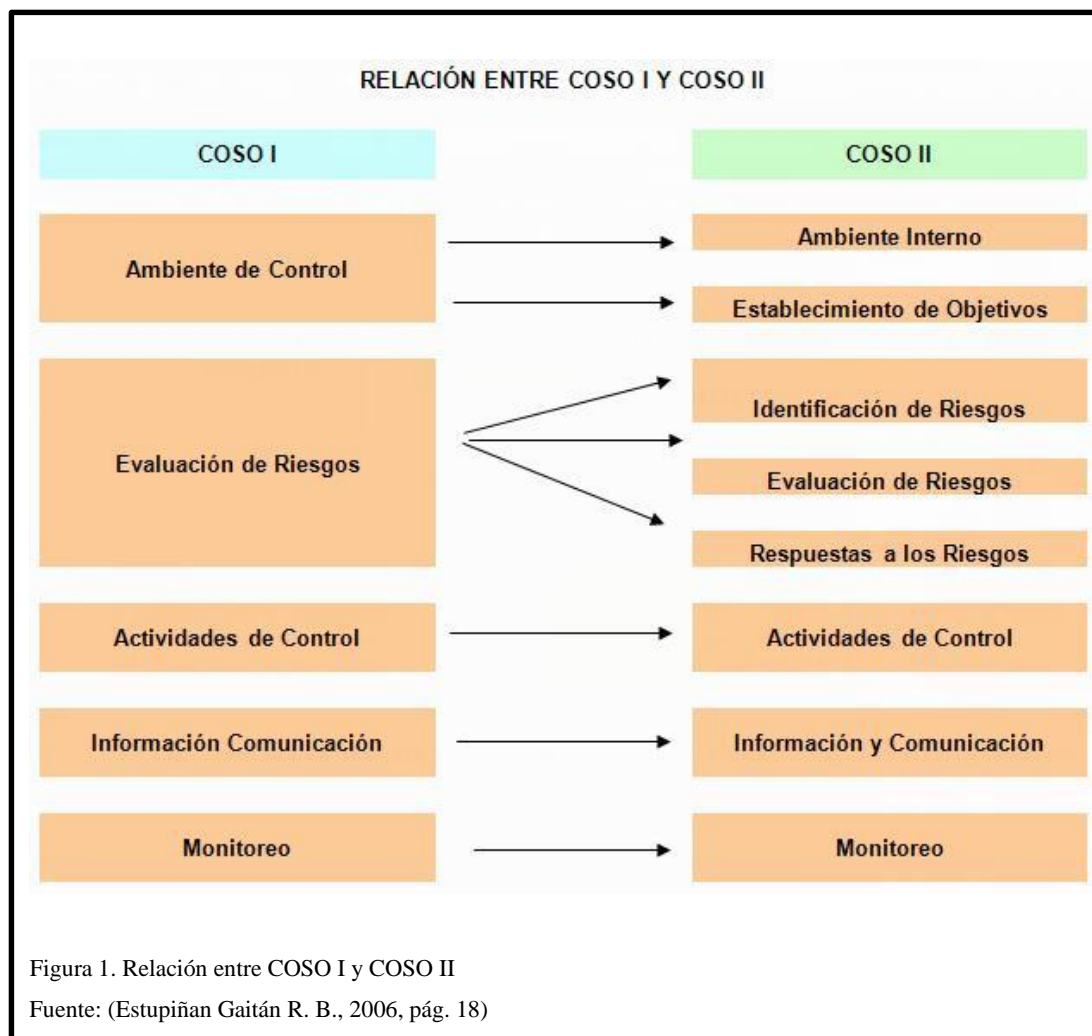 RELACIÓN ENTRE COSO I Y COSO II
COSO I
COSO II
Ambiente de Control
Ambiente Interno
Establecimiento de Objetivos
Evaluación de Riesgos
Identificación de Riesgos
Evaluación de Riesgos
Respuestas a los Riesgos
Actividades de Control
Actividades de Control
Información Comunicación
Información y Comunicación
Monitoreo
Monitoreo
Figura 1. Relación entre COSO I y COSO II
Fuente: (Estupiñan Gaitán R. B., 2006, pág. 18)